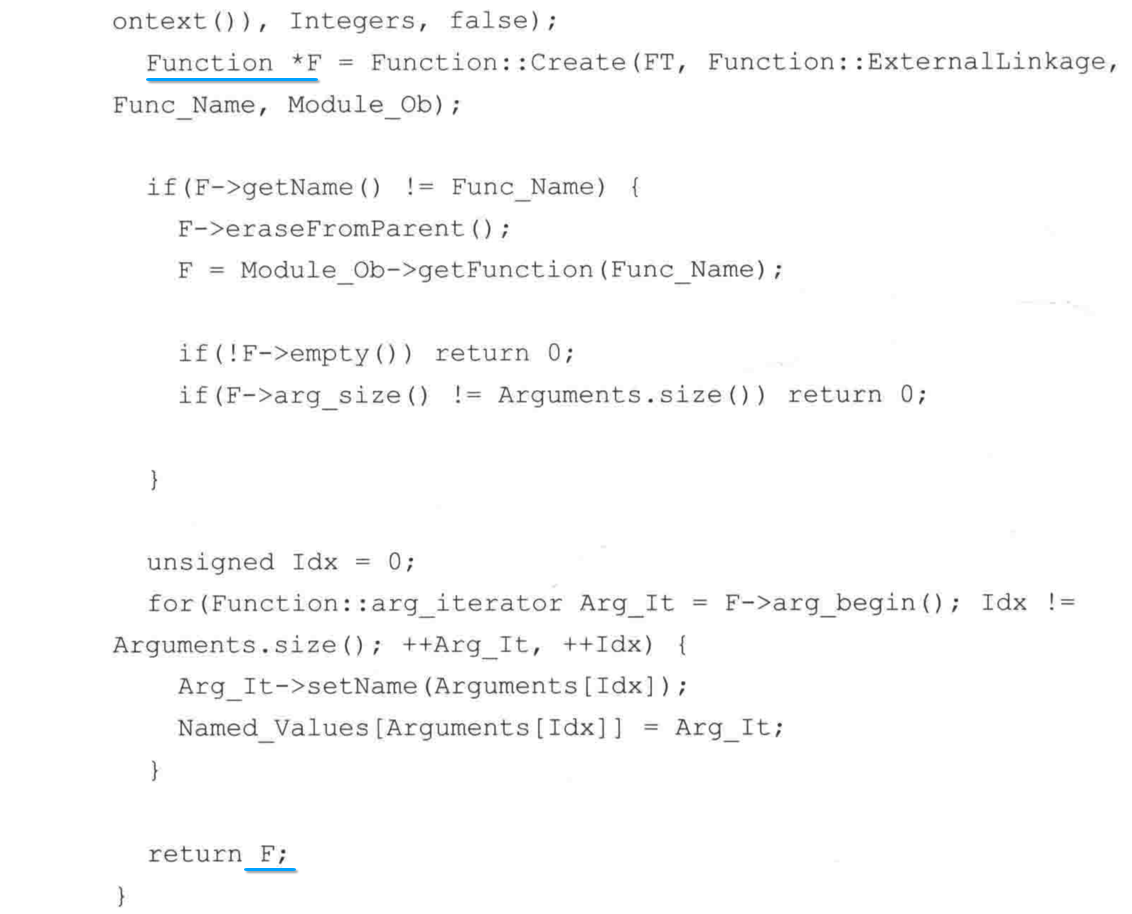 ontext()), Integers, false);
Function *F = Function::Create(FT, Function::ExternalLinkage,
Func_Name, Module_Ob);
if(F->getName() != Func_Name) {
F->eraseFromParent();
F = Module_Ob->getFunction(Func_Name);
if(!F->empty()) return 0;
if(F->arg_size() != Arguments.size()) return 0;
}
unsigned Idx = 0;
for(Function::arg_iterator Arg_It = F->arg_begin(); Idx !=
Arguments.size(); ++Arg_It, ++Idx) {
Arg_It->setName(Arguments[Idx]);
Named_Values[Arguments[Idx]] = Arg_It;
}
return F;
}